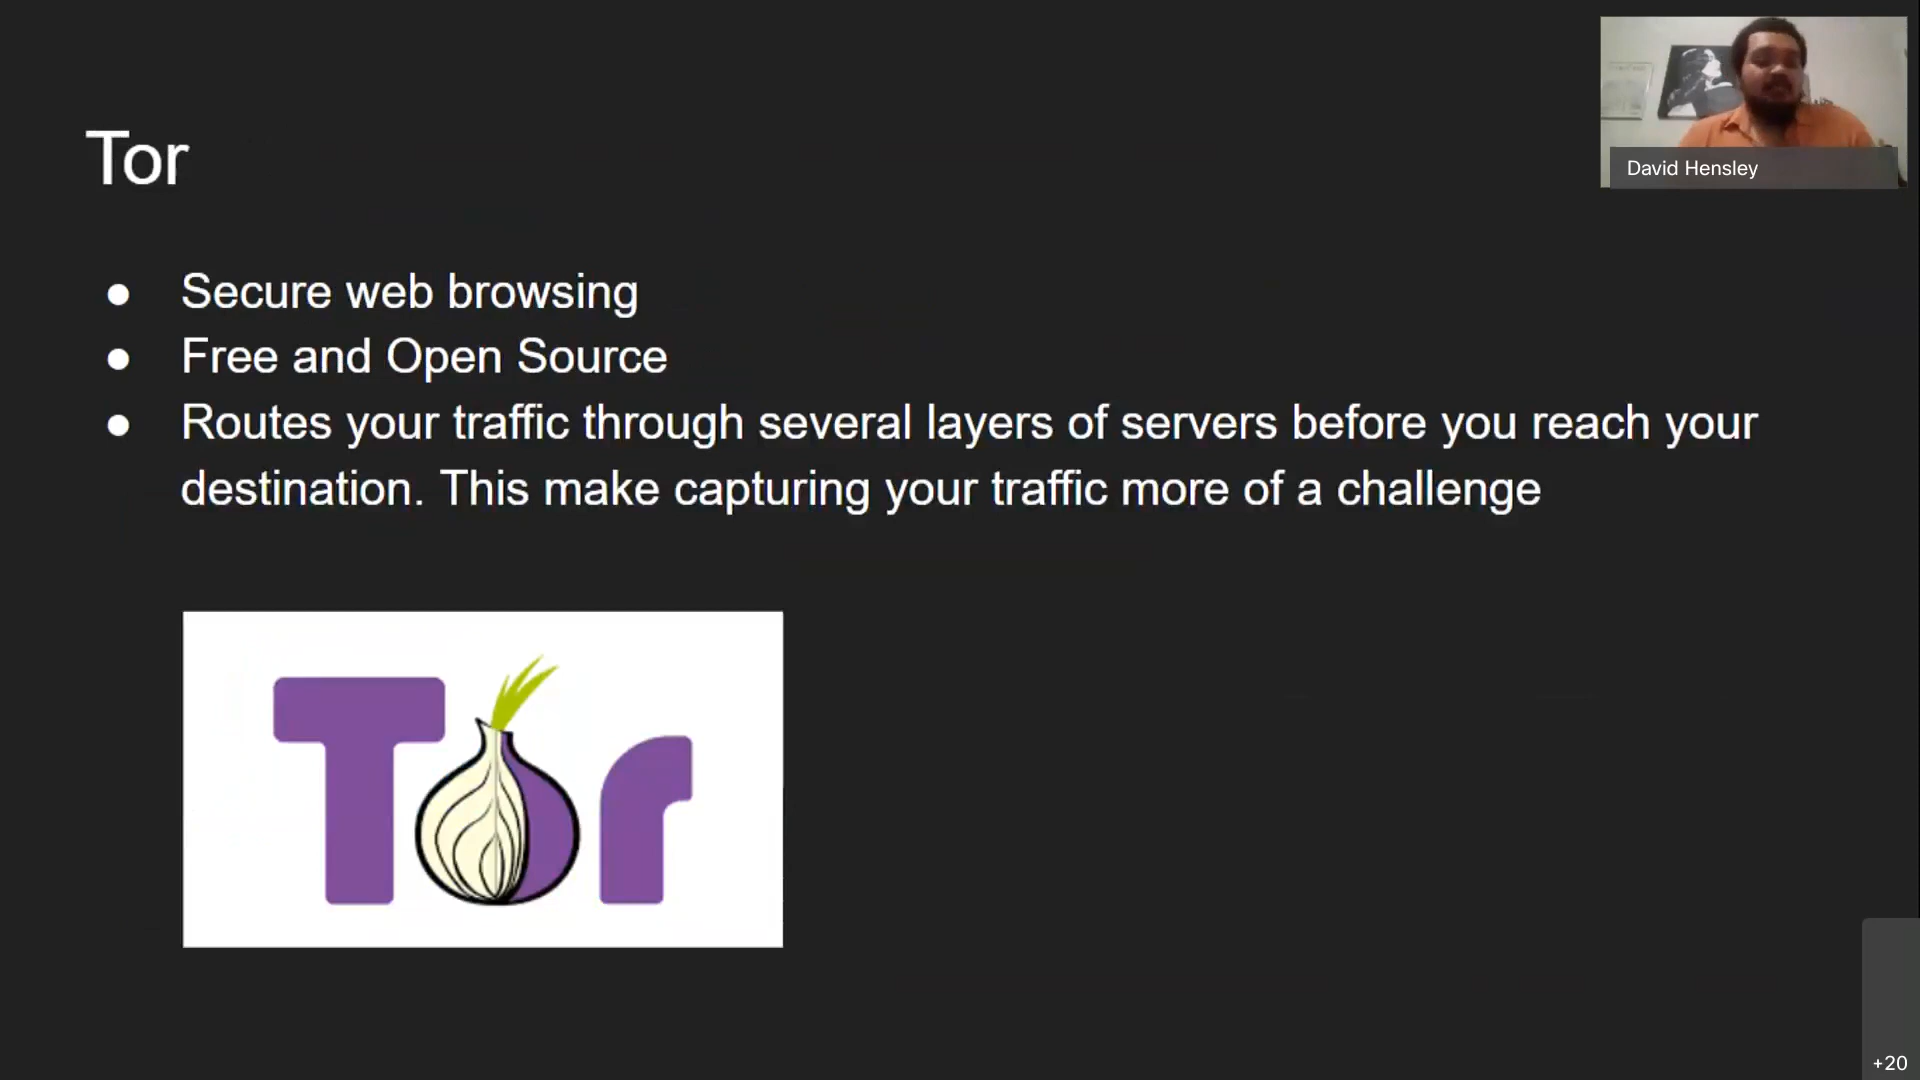 David Hensley
Tor
● Secure web browsing
● Free and Open Source
● Routes your traffic through several layers of servers before you reach your
destination. This make capturing your traffic more of a challenge
Tor
+20